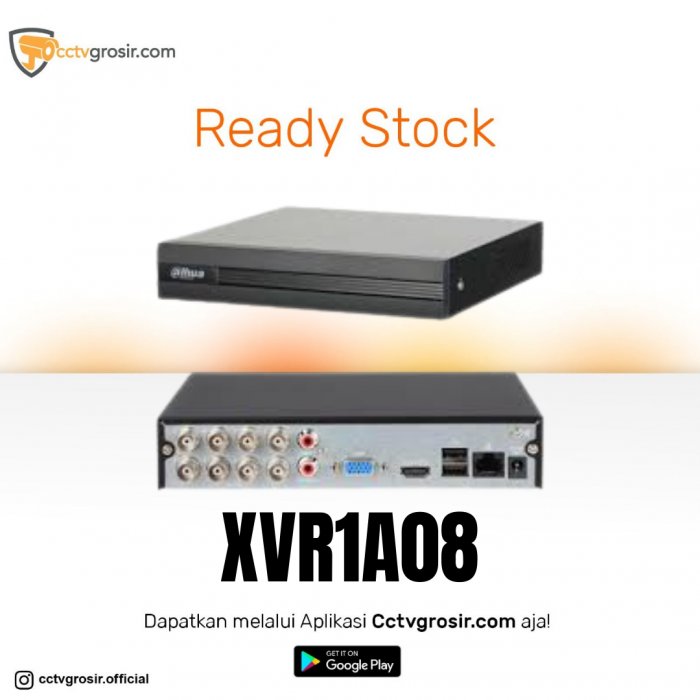 cctvgrosir.com
Ready Stock
alhua
XVR1A08
Dapatkan melalui Aplikasi Cctvgrosir.com aja!
GET IT ON
Google Play
cctvgrosir.official